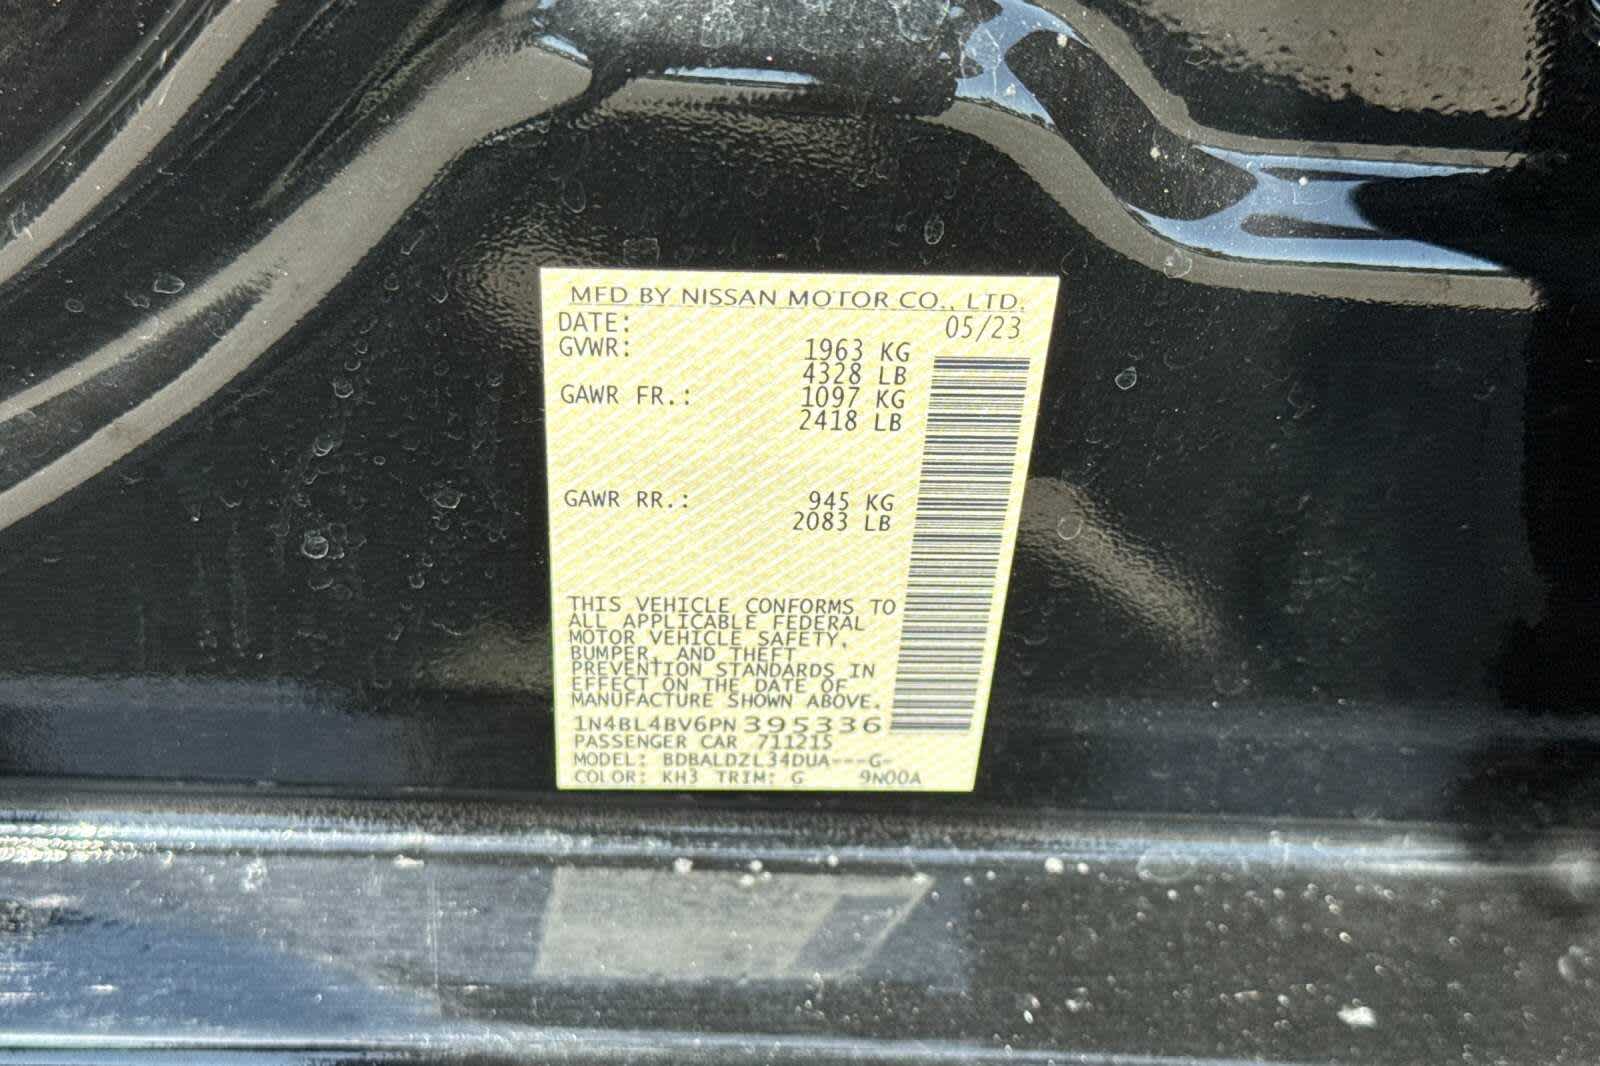 MFD BY NISSAN MOTOR CO., LTD.
DATE: 05/23
GVWR: 1963 KG
4328 LB
GAWR FR.: 1097 KG
2418 LB
GAWR RR.: 945 KG
2083 LB
THIS VEHICLE CONFORMS TO
ALL APPLICABLE FEDERAL
MOTOR VEHICLE SAFETY,
BUMPER, AND THEFT
PREVENTION STANDARDS IN
EFFECT ON THE DATE OF
MANUFACTURE SHOWN ABOVE.
1N4BL4BV6PN395336
PASSENGER CAR 711215
MODEL: BDBALDZL34DUA---G-
COLOR: KH3 TRIM: G 9N00A